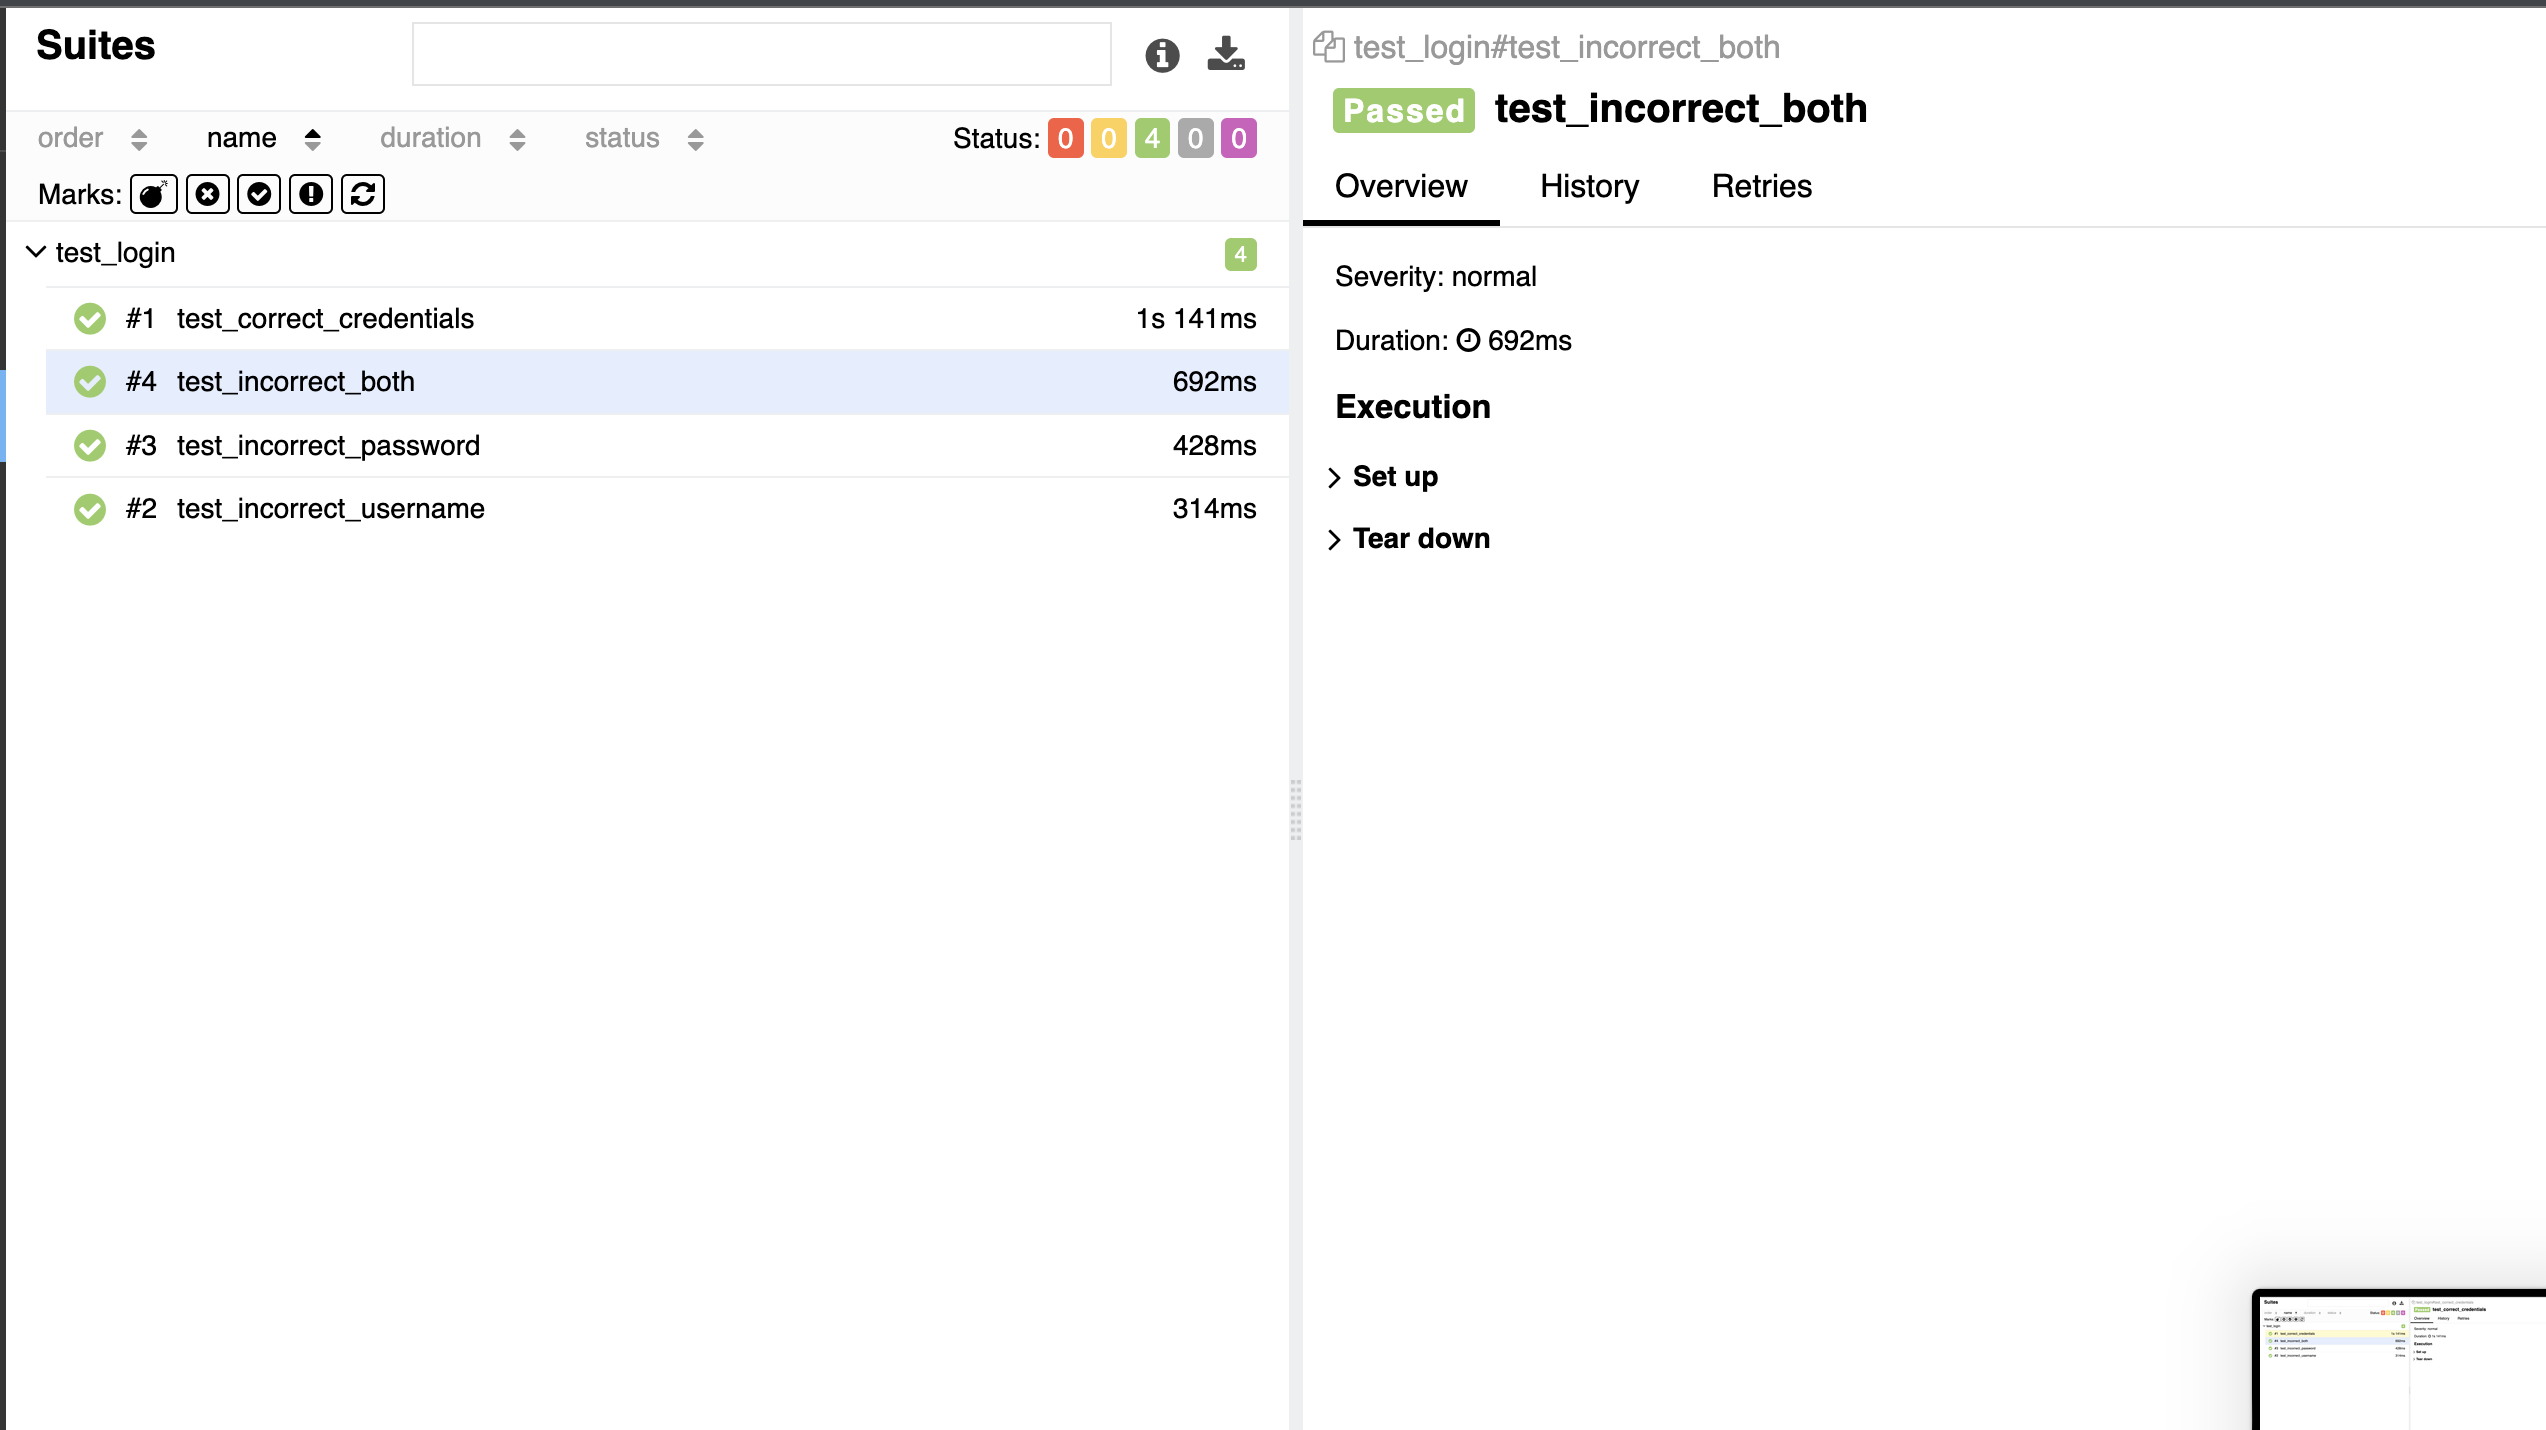 Suites
order name duration status Status: 0 0 4 0 0
Marks:
test_login 4
#1 test_correct_credentials 1s 141ms
#4 test_incorrect_both 692ms
#3 test_incorrect_password 428ms
#2 test_incorrect_username 314ms
test_login#test_incorrect_both
Passed test_incorrect_both
Overview History Retries
Severity: normal
Duration: 692ms
Execution
Set up
Tear down